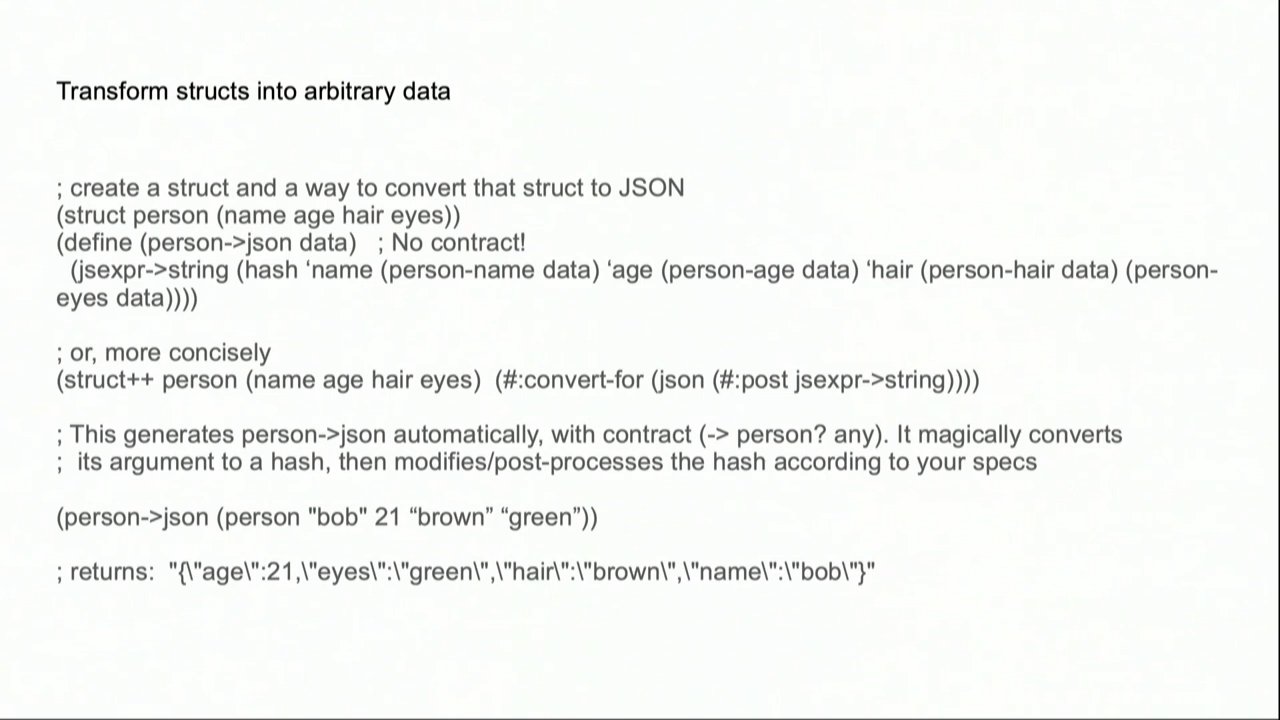 Transform structs into arbitrary data
; create a struct and a way to convert that struct to JSON
(struct person (name age hair eyes))
(define (person->json data)   ; No contract!
(jsexpr->string (hash ‘name (person-name data) ‘age (person-age data) ‘hair (person-hair data) (person-
eyes data))))
; or, more concisely
(struct++ person (name age hair eyes)  (#:convert-for (json (#:post jsexpr->string))))
; This generates person->json automatically, with contract (-> person? any). It magically converts
;  its argument to a hash, then modifies/post-processes the hash according to your specs
(person->json (person "bob" 21 “brown” “green”))
; returns:  "{\"age\":21,\"eyes\":\"green\",\"hair\":\"brown\",\"name\":\"bob\"}"